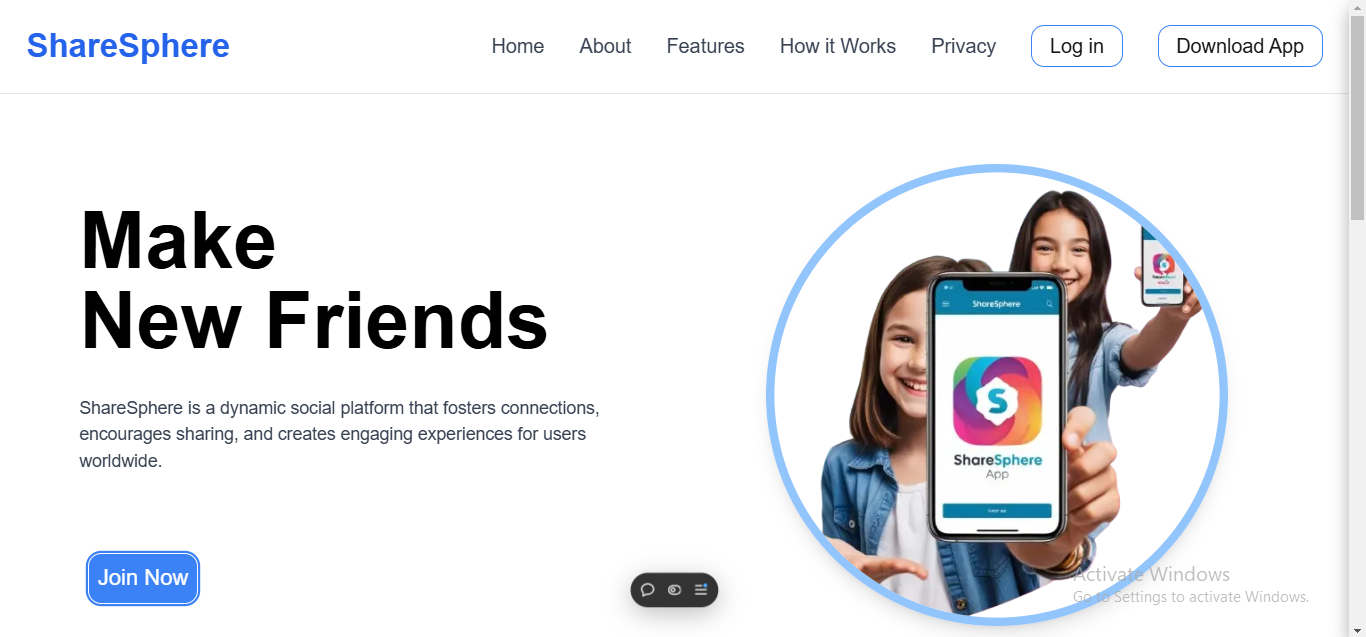 ShareSphere
Home
About
Features
How it Works
Privacy
Log in
Download App
Make
New Friends
ShareSphere is a dynamic social platform that fosters connections,
encourages sharing, and creates engaging experiences for users
worldwide.
Join Now
ShareSphere
S
ShareSphere
App
Activate Windows
Go to Settings to activate Windows.